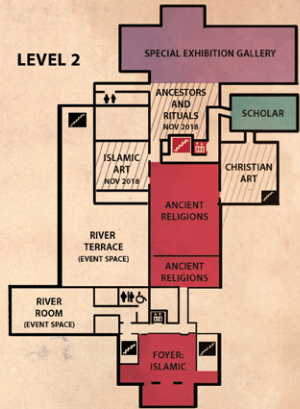 SPECIAL EXHIBITION GALLERY
LEVEL 2
ANCESTORS
AND
RITUALS
NOV 2018
SCHOLAR
ISLAMIC
ART
NOV 2018
CHRISTIAN
ART
ANCIENT
RELIGIONS
RIVER
TERRACE
(EVENT SPACE)
ANCIENT
RELIGIONS
RIVER
ROOM
(EVENT SPACE)
FOYER:
ISLAMIC